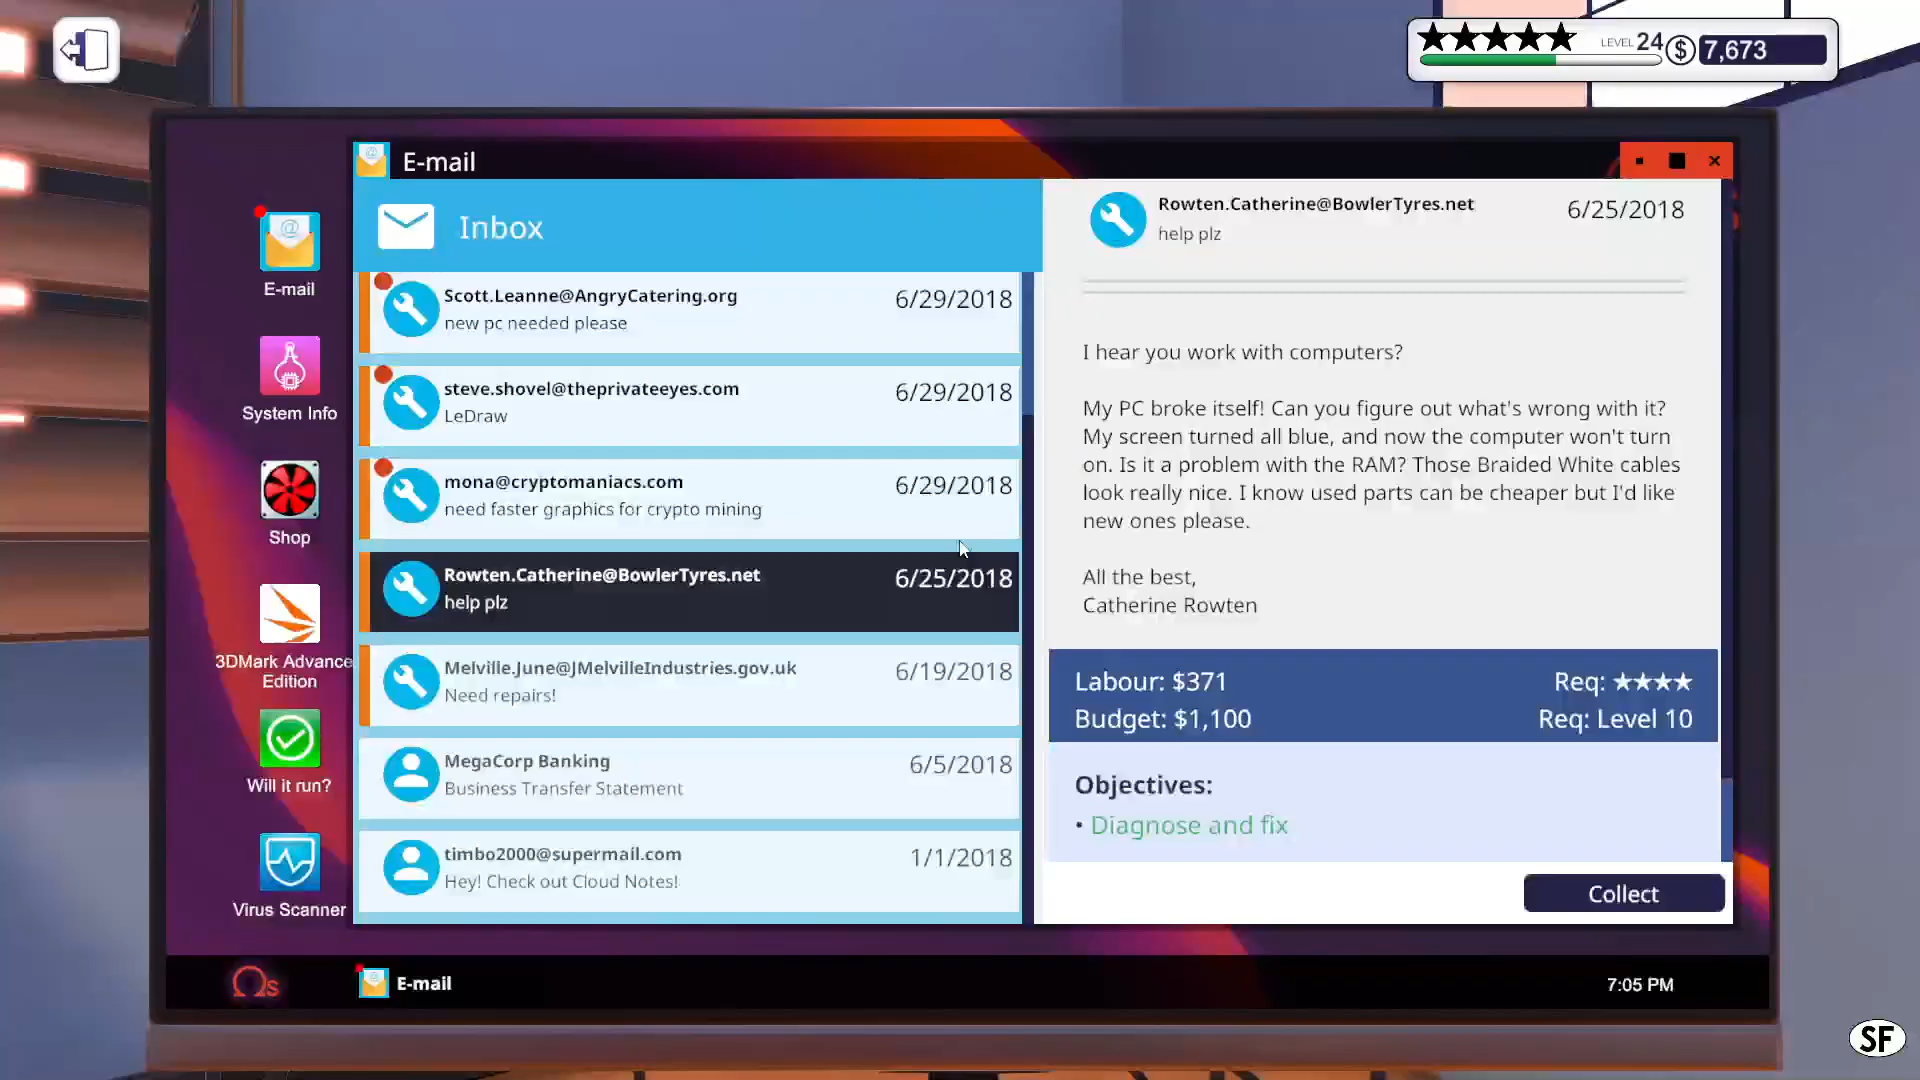 LEVEL 24
$ 7,673
E-mail
Inbox
Scott.Leanne@AngryCatering.org
6/29/2018
new pc needed please
steve.shovel@theprivateeyes.com
6/29/2018
LeDraw
mona@cryptomaniacs.com
6/29/2018
need faster graphics for crypto mining
Rowten.Catherine@BowlerTyres.net
6/25/2018
help plz
Melville.June@JMelvilleIndustries.gov.uk
6/19/2018
Need repairs!
MegaCorp Banking
6/5/2018
Business Transfer Statement
timbo2000@supermail.com
1/1/2018
Hey! Check out Cloud Notes!
Rowten.Catherine@BowlerTyres.net
6/25/2018
help plz
I hear you work with computers?
My PC broke itself! Can you figure out what's wrong with it?
My screen turned all blue, and now the computer won't turn
on. Is it a problem with the RAM? Those Braided White cables
look really nice. I know used parts can be cheaper but I'd like
new ones please.
All the best,
Catherine Rowten
Labour: $371
Req: ★★★★
Budget: $1,100
Req: Level 10
Objectives:
• Diagnose and fix
Collect
E-mail
System Info
Shop
3DMark Advance
Edition
Will it run?
Virus Scanner
Ωs
E-mail
7:05 PM
SF